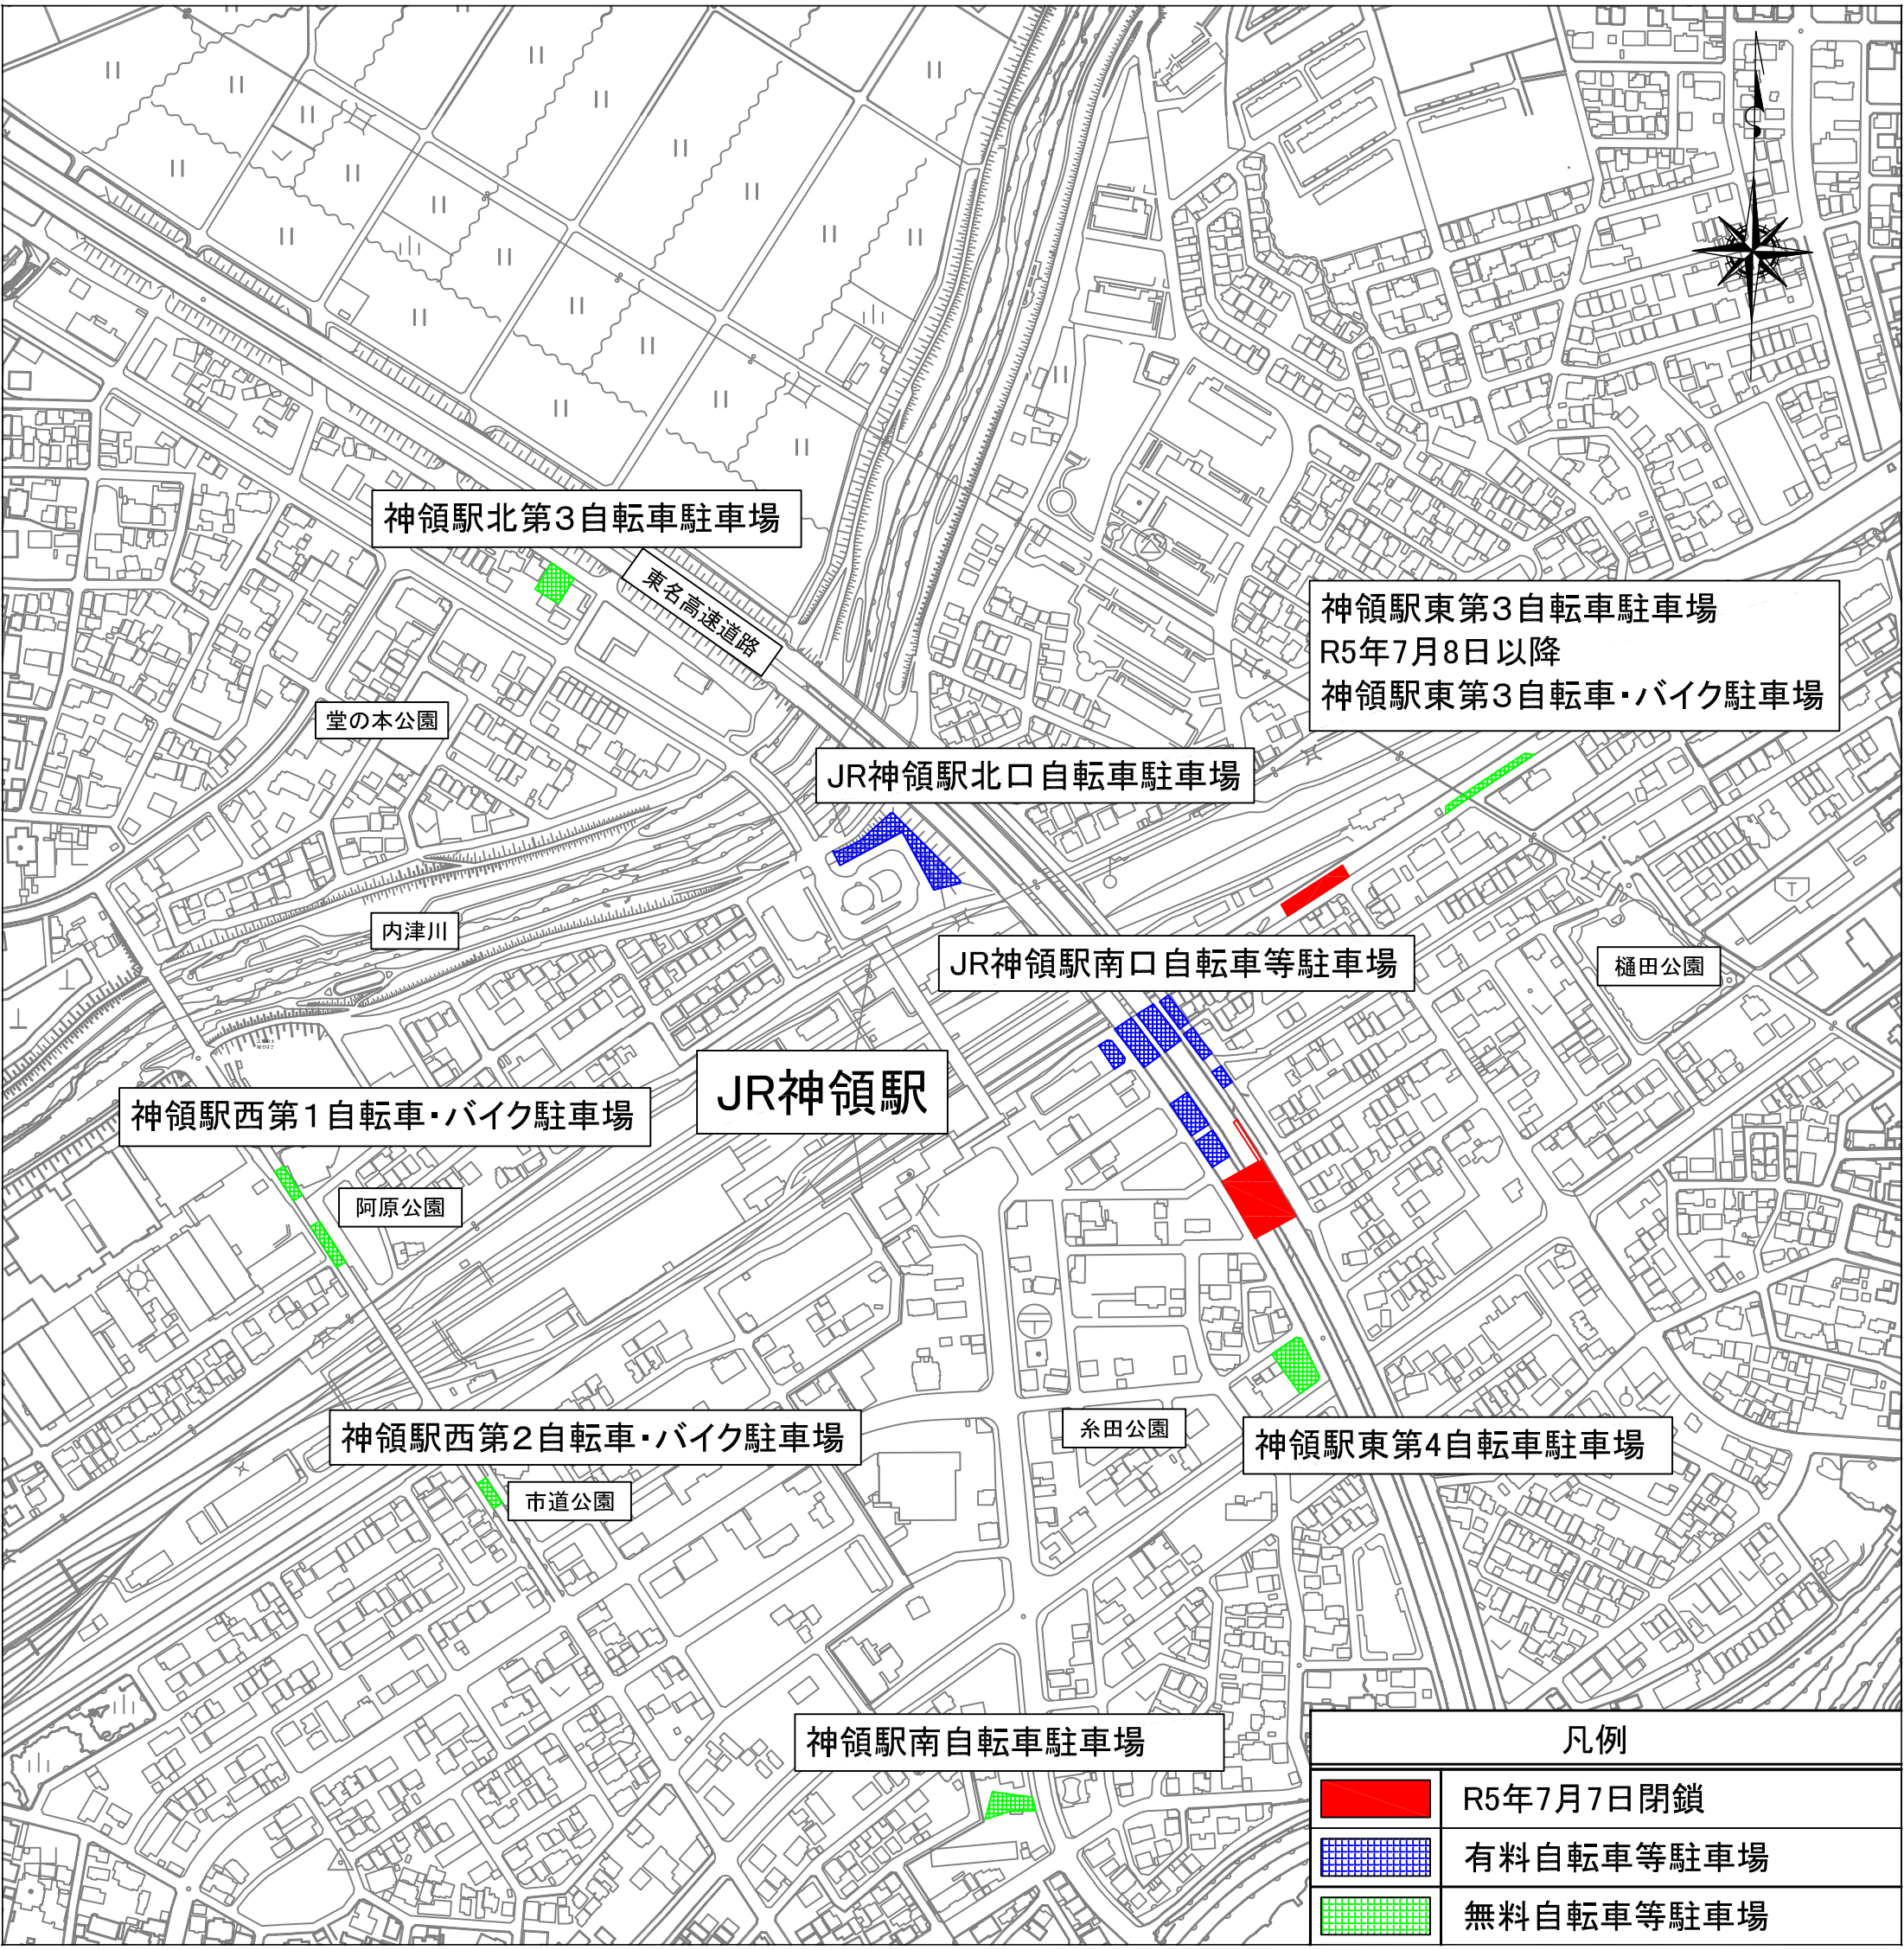 神領駅北第3自転車駐車場
東名高速道路
神領駅東第3自転車駐車場
R5年7月8日以降
神領駅東第3自転車・バイク駐車場
堂の本公園
JR神領駅北口自転車駐車場
内津川
JR神領駅南口自転車等駐車場
樋田公園
JR神領駅
神領駅西第1自転車・バイク駐車場
阿原公園
神領駅西第2自転車・バイク駐車場
糸田公園
神領駅東第4自転車駐車場
市道公園
神領駅南自転車駐車場
凡例
R5年7月7日閉鎖
有料自転車等駐車場
無料自転車等駐車場